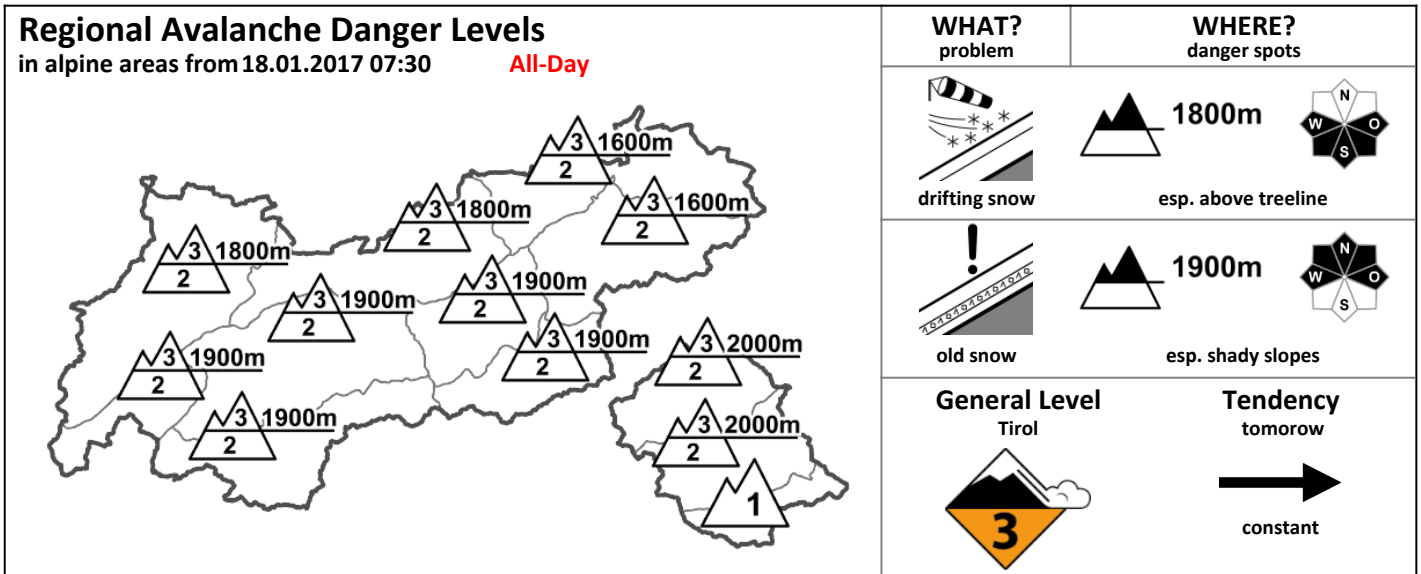 Regional Avalanche Danger Levels
in alpine areas from 18.01.2017 07:30 All-Day
3 1600m
2
3 1600m
2
3 1800m
2
3 1800m
2
3 1900m
2
3 1900m
2
3 1900m
2
3 1900m
2
3 1900m
2
3 2000m
2
3 2000m
2
1
WHAT?
problem
WHERE?
danger spots
drifting snow
1800m
N
W O
S
esp. above treeline
old snow
1900m
N
W O
S
esp. shady slopes
General Level
Tirol
3
Tendency
tomorow
constant